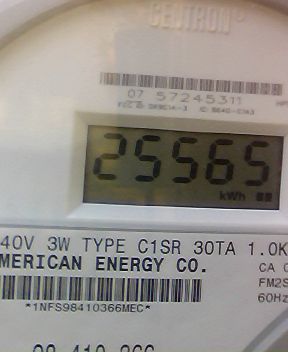 CENTRON®
07 57245311
25565
kWh
40V 3W TYPE C1SR 30TA 1.0K
MERICAN ENERGY CO.
CA 0
FM2S
60Hz
*1NFS98410366MEC*